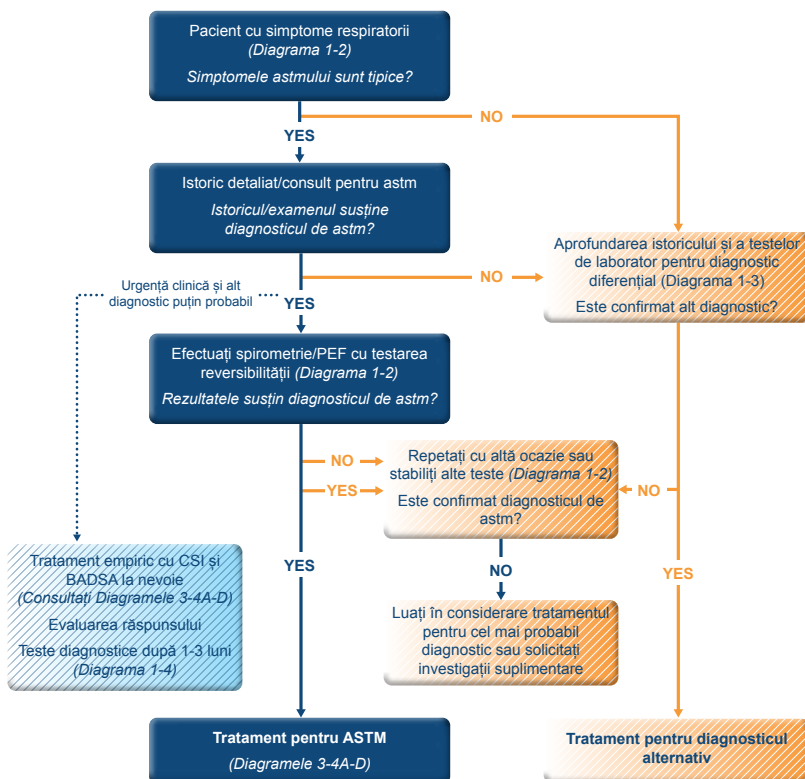 Pacient cu simptome respiratorii
(Diagrama 1-2)
Simptomele astmului sunt tipice?
NO
YES
Istoric detaliat/consult pentru astm
Istoricul/examenul susține
diagnosticul de astm?
Aprofundarea istoricului și a testelor
de laborator pentru diagnostic
diferențial (Diagrama 1-3)
Este confirmat alt diagnostic?
Urgență clinică și alt
diagnostic puțin probabil
NO
YES
Efectuați spirometrie/PEF cu testarea
reversibilității (Diagrama 1-2)
Rezultatele susțin diagnosticul de astm?
NO
YES
Repetați cu altă ocazie sau
stabiliți alte teste (Diagrama 1-2)
Este confirmat diagnosticul de
astm?
NO
Tratament empiric cu CSI și
BADSA la nevoie
(Consultați Diagramele 3-4A-D)
Evaluarea răspunsului
Teste diagnostice după 1-3 luni
(Diagrama 1-4)
YES
NO
YES
Luați în considerare tratamentul
pentru cel mai probabil
diagnostic sau solicitați
investigații suplimentare
Tratament pentru ASTM
(Diagramele 3-4A-D)
Tratament pentru diagnosticul
alternativ